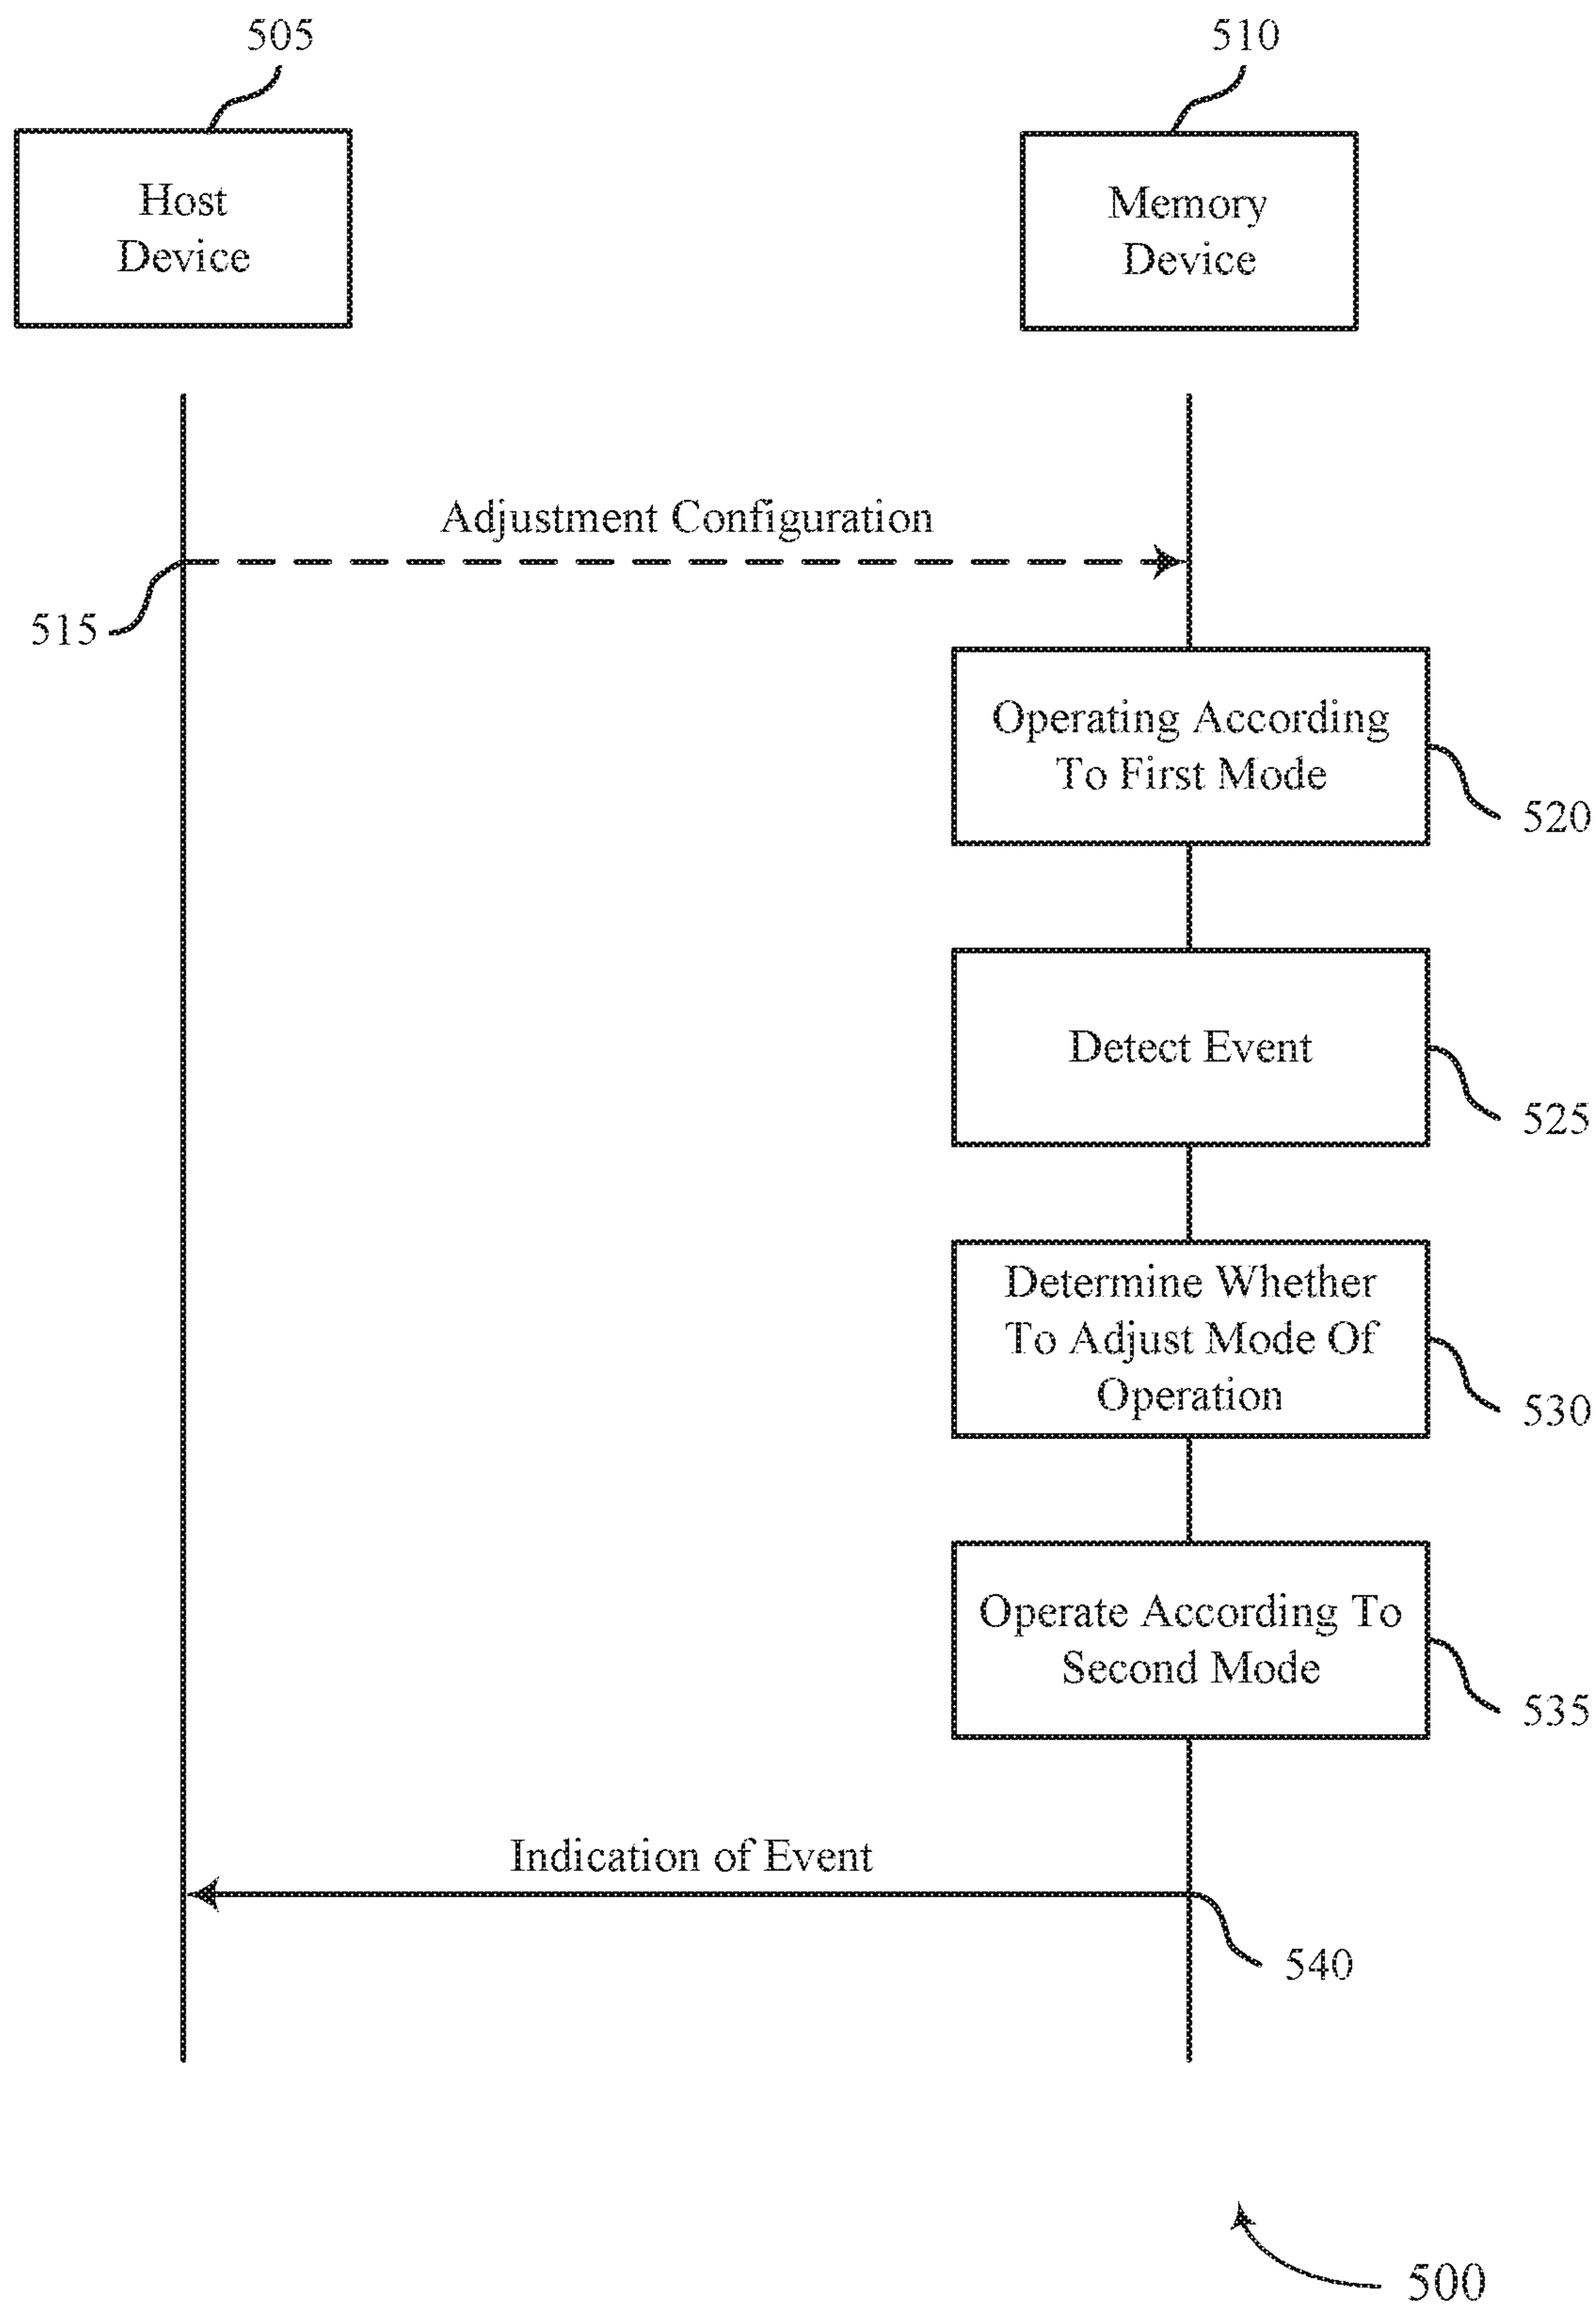 505
510
Host
Device
Memory
Device
Adjustment Configuration
515
Operating According
To First Mode
520
Detect Event
525
Determine Whether
To Adjust Mode Of
Operation
530
Operate According To
Second Mode
535
Indication of Event
540
500